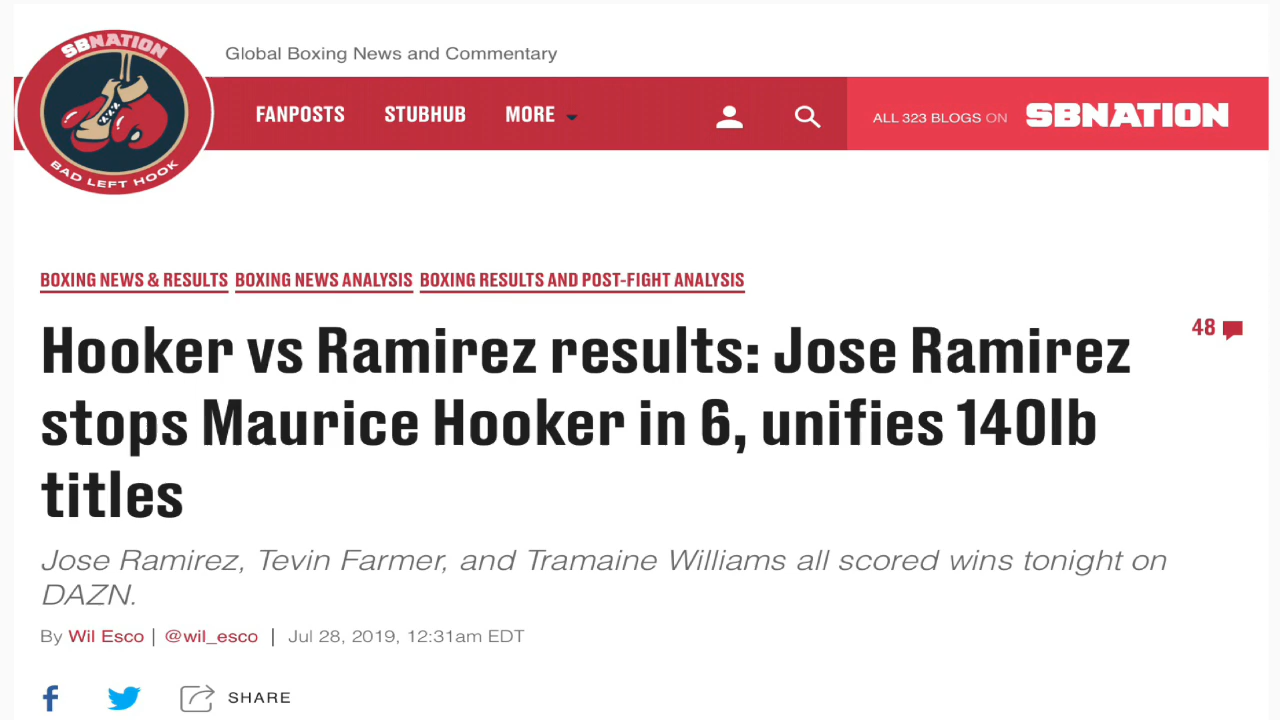 SBNATION
BAD LEFT HOOK
Global Boxing News and Commentary
FANPOSTS STUBHUB MORE
ALL 323 BLOGS ON SBNATION
BOXING NEWS & RESULTS BOXING NEWS ANALYSIS BOXING RESULTS AND POST-FIGHT ANALYSIS
48
Hooker vs Ramirez results: Jose Ramirez
stops Maurice Hooker in 6, unifies 140lb
titles
Jose Ramirez, Tevin Farmer, and Tramaine Williams all scored wins tonight on
DAZN.
By Wil Esco | @wil_esco | Jul 28, 2019, 12:31am EDT
SHARE